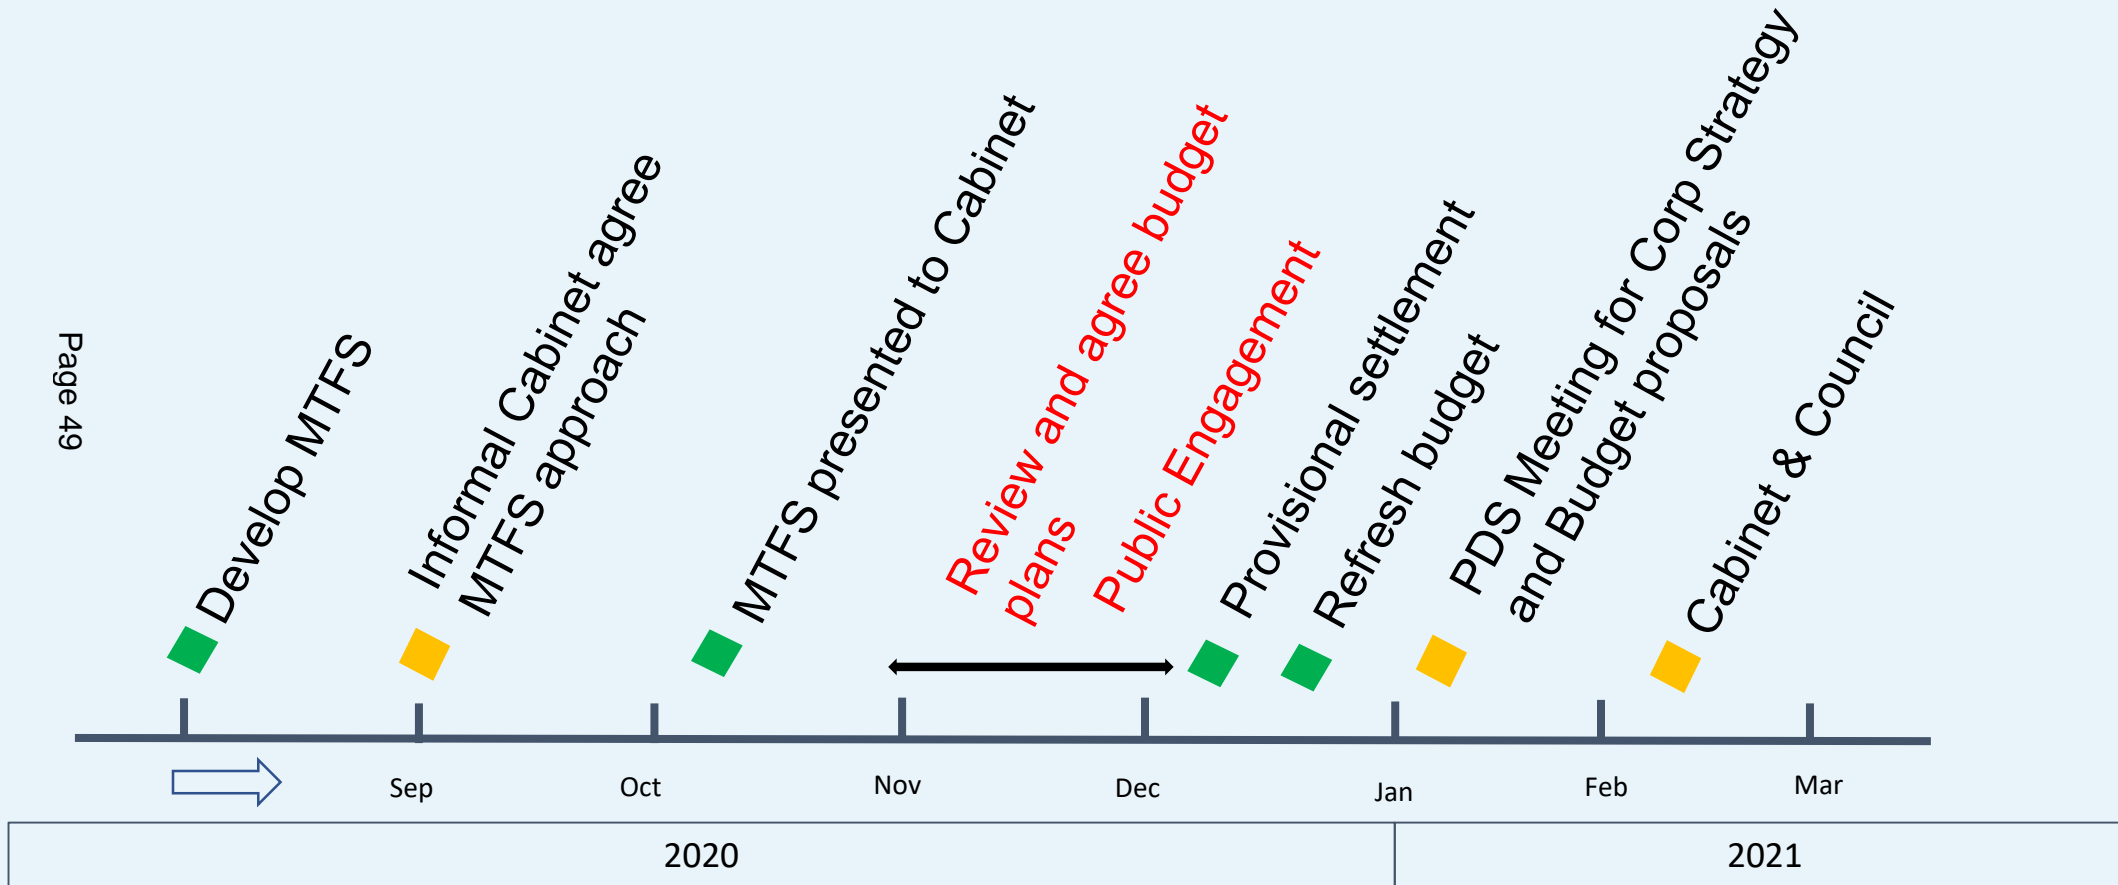 Page 49
Develop MTFS
Informal Cabinet agree
MTFS approach
MTFS presented to Cabinet
Review and agree budget
plans
Public Engagement
Provisional settlement
Refresh budget
PDS Meeting for Corp Strategy
and Budget proposals
Cabinet & Council
Sep
Oct
Nov
Dec
Jan
Feb
Mar
2020
2021